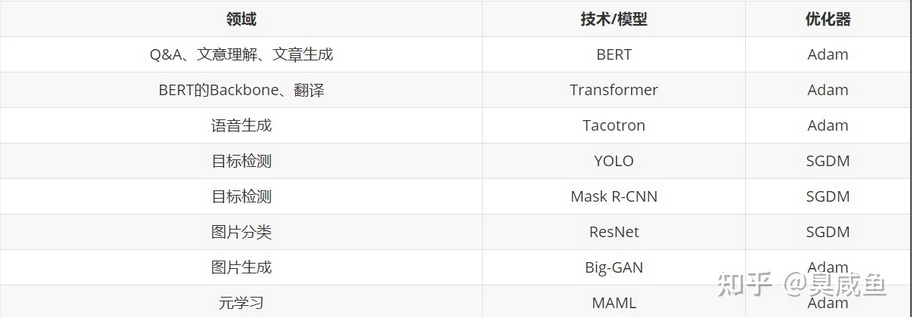 领域 技术/模型 优化器
Q&A、文意理解、文章生成 BERT Adam
BERT的Backbone、翻译 Transformer Adam
语音生成 Tacotron Adam
目标检测 YOLO SGDM
目标检测 Mask R-CNN SGDM
图片分类 ResNet SGDM
图片生成 Big-GAN Adam
知乎 @臭咸鱼
元学习 MAML Adam